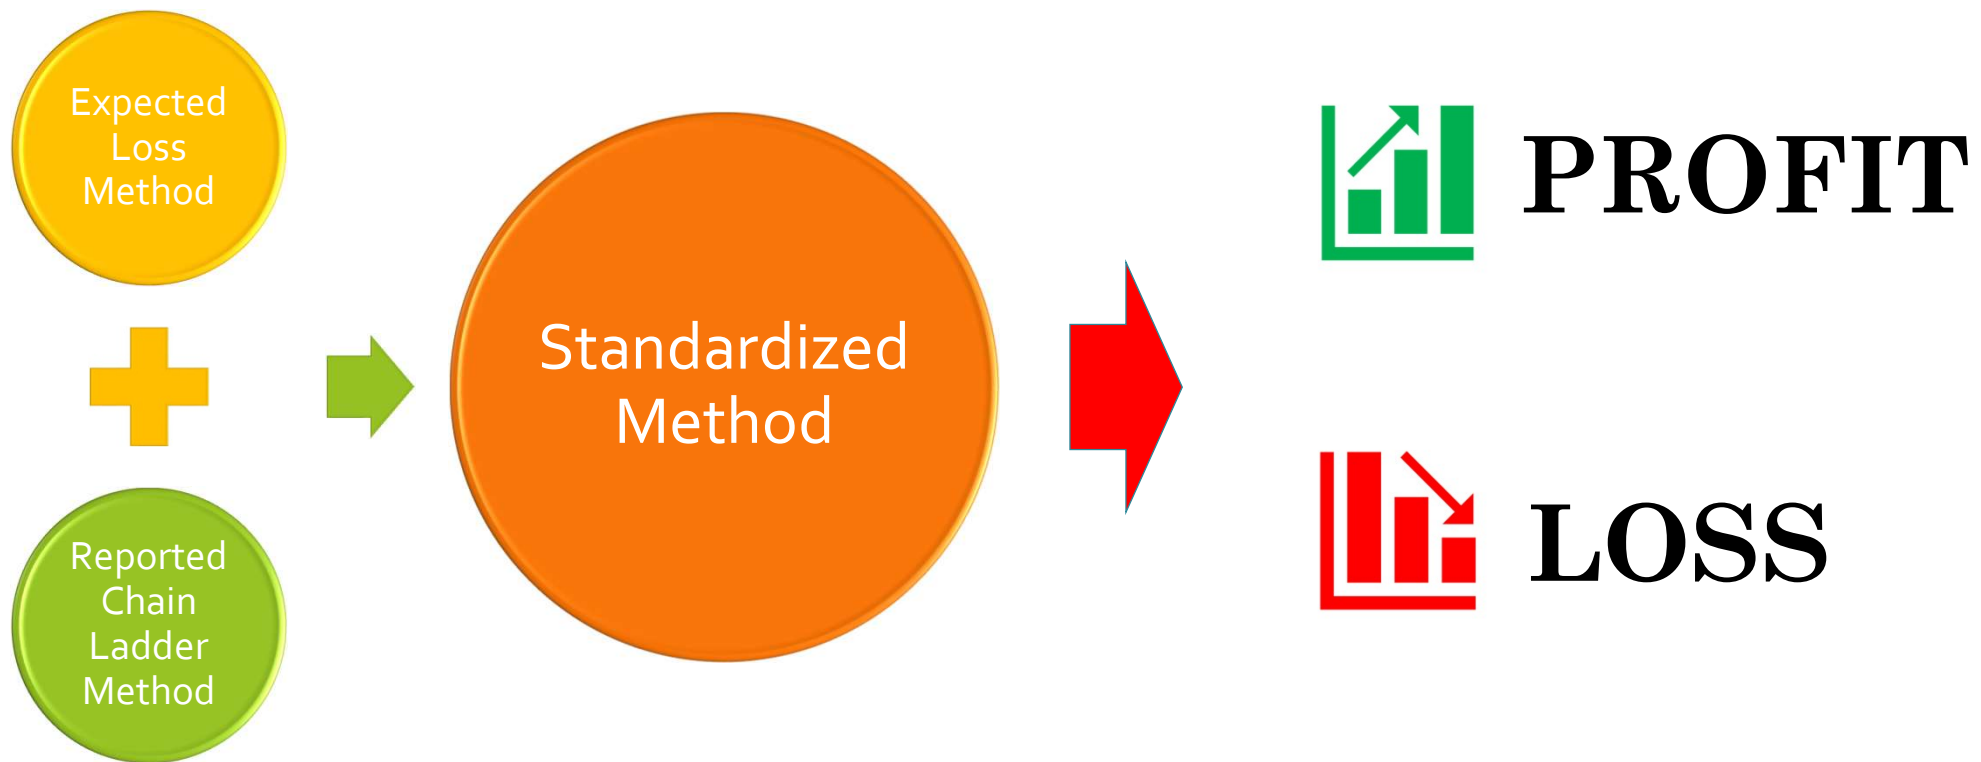 Expected
Loss
Method
Reported
Chain
Ladder
Method
Standardized
Method
PROFIT
LOSS